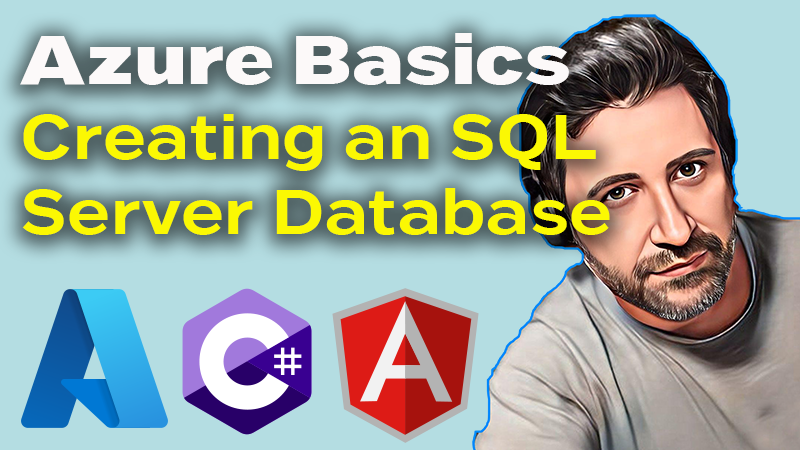 Azure Basics
Creating an SQL
Server Database
C#
A